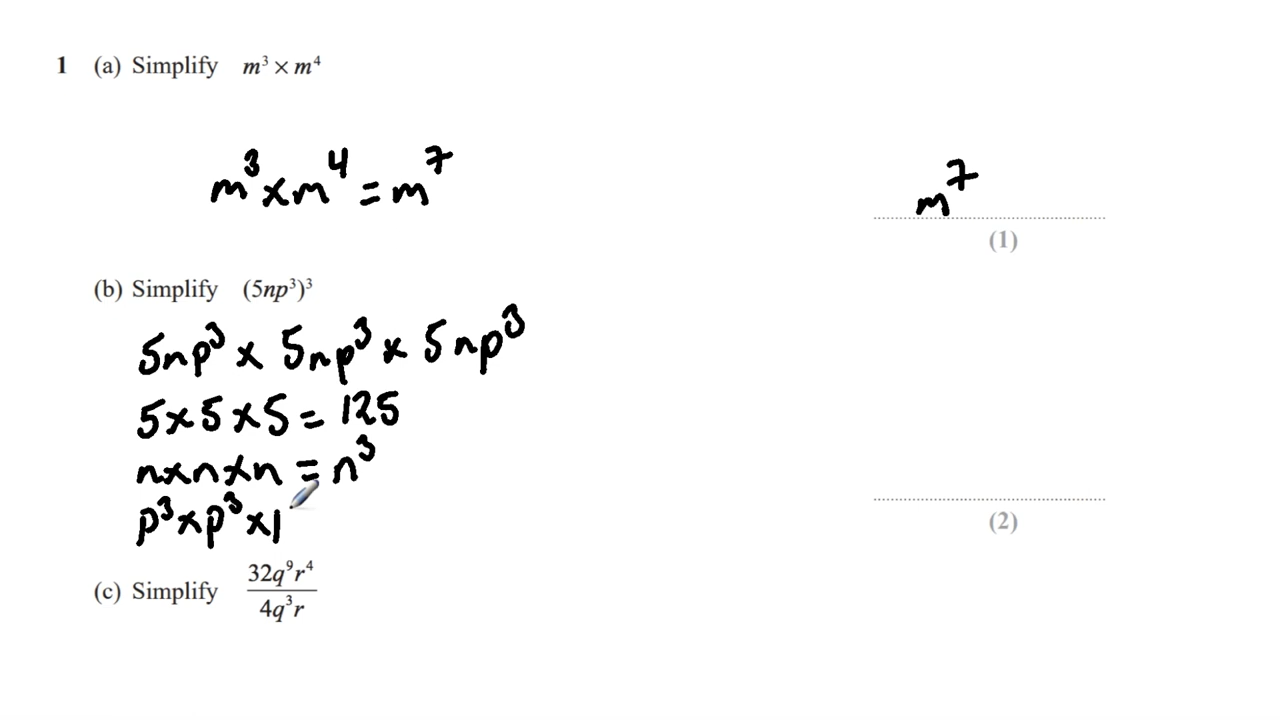 1 (a) Simplify m³ × m⁴
m³ × m⁴ = m⁷
m⁷
(1)
(b) Simplify (5np³)³
5np³ × 5np³ × 5np³
5 × 5 × 5 = 125
n × n × n = n³
p³ × p³ ×
(2)
(c) Simplify 32q⁹r⁴ / 4q³r